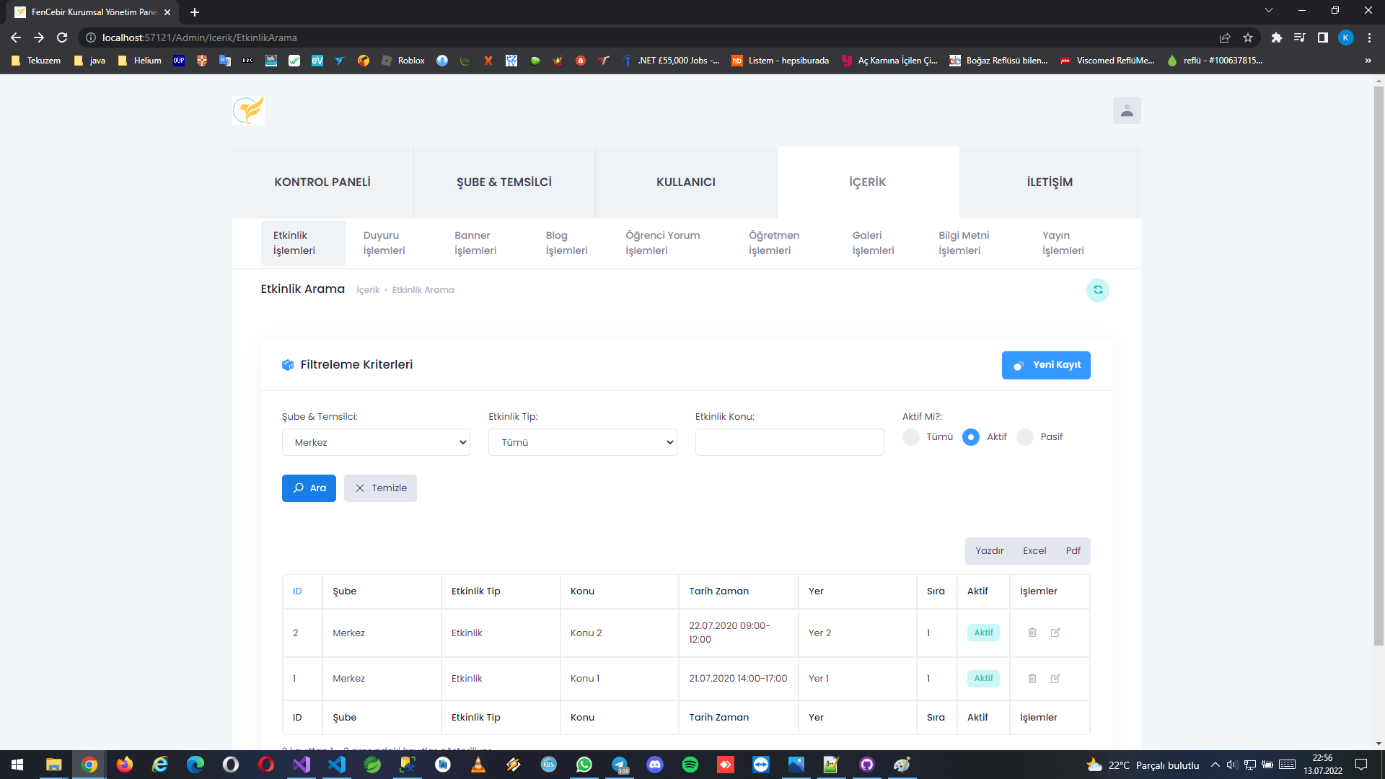 FenCebir Kurumsal Yönetim Pane
localhost:57121/Admin/Icerik/EtkinlikArama
K
Tekuzem java Helium OUP BBC eV X Roblox .NET £55,000 Jobs -... hb Listem - hepsiburada Aç Karnına İçilen Çi... Boğaz Reflüsü bilen... Viscomed RefluMe... reflü - #100637815... »
KONTROL PANELİ ŞUBE & TEMSİLCİ KULLANICI İÇERİK İLETİŞİM
Etkinlik Duyuru Banner Blog Öğrenci Yorum Öğretmen Galeri Bilgi Metni Yayın
İşlemleri İşlemleri İşlemleri İşlemleri İşlemleri İşlemleri İşlemleri İşlemleri İşlemleri
Etkinlik Arama İçerik • Etkinlik Arama
Filtreleme Kriterleri Yeni Kayıt
Şube & Temsilci: Etkinlik Tip: Etkinlik Konu: Aktif Mi?:
Merkez Tümü Tümü Aktif Pasif
Ara Temizle
Yazdır Excel Pdf
ID Şube Etkinlik Tip Konu Tarih Zaman Yer Sıra Aktif İşlemler
2 Merkez Etkinlik Konu 2 22.07.2020 09:00- Yer 2 1 Aktif
12:00
1 Merkez Etkinlik Konu 1 21.07.2020 14:00-17:00 Yer 1 1 Aktif
ID Şube Etkinlik Tip Konu Tarih Zaman Yer Sıra Aktif İşlemler
22°C Parçalı bulutlu
22:56
13.07.2022